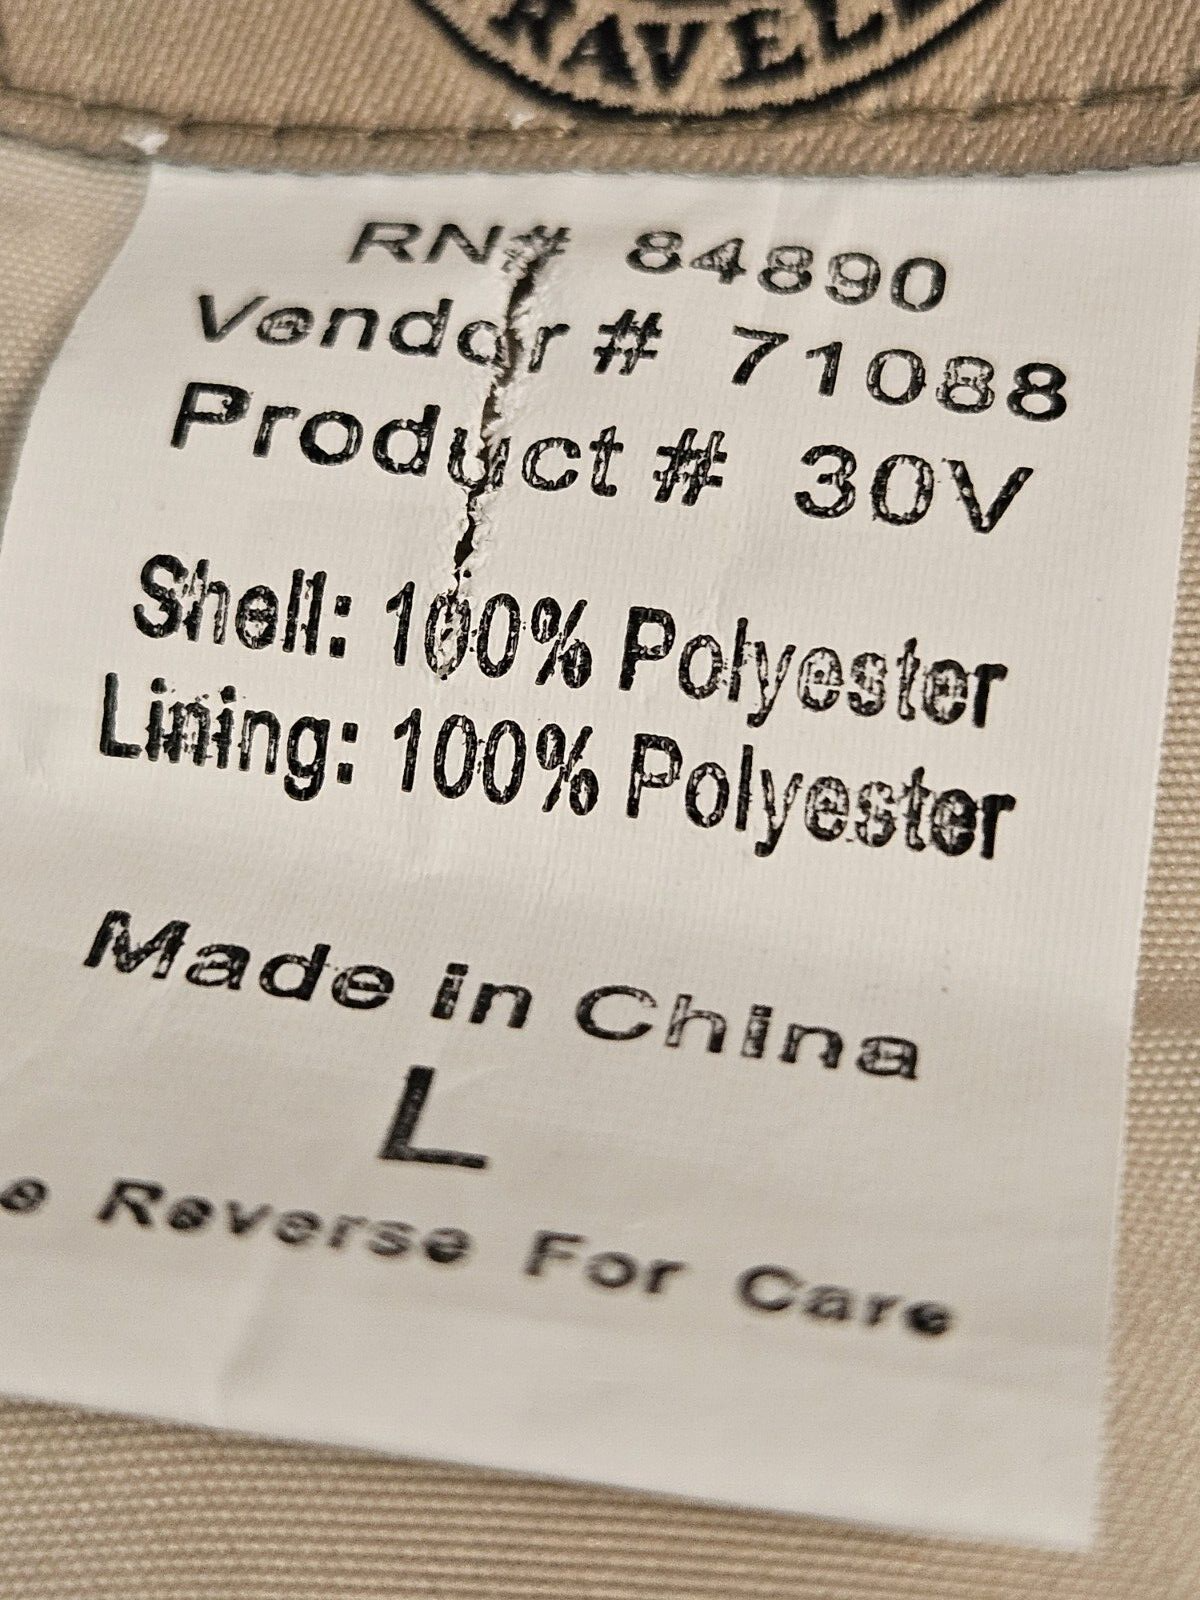 RAVEL
RN# 84890
Vendor # 71088
Product # 30V
Shell: 100% Polyester
Lining: 100% Polyester
Made in China
L
e Reverse For Care